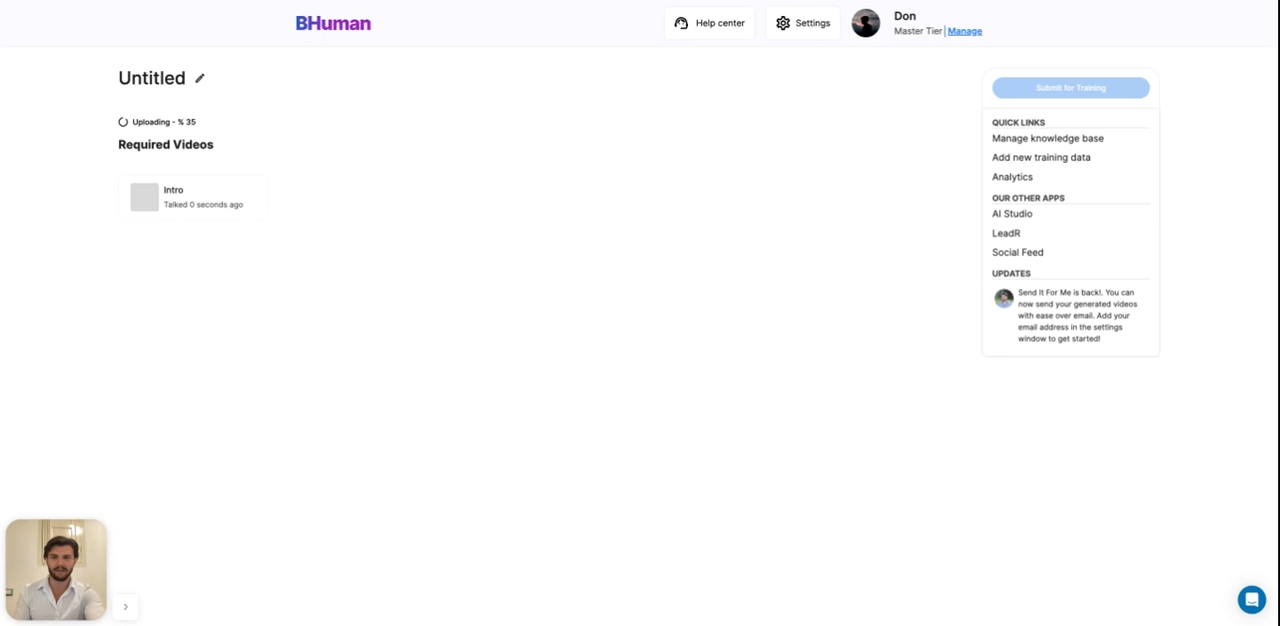 BHuman
Help center
Settings
Don
Master Tier | Manage
Untitled
Uploading - % 35
Required Videos
Intro
Talked 0 seconds ago
Submit for Training
QUICK LINKS
Manage knowledge base
Add new training data
Analytics
OUR OTHER APPS
AI Studio
LeadR
Social Feed
UPDATES
Send It For Me is back!. You can
now send your generated videos
with ease over email. Add your
email address in the settings
window to get started!